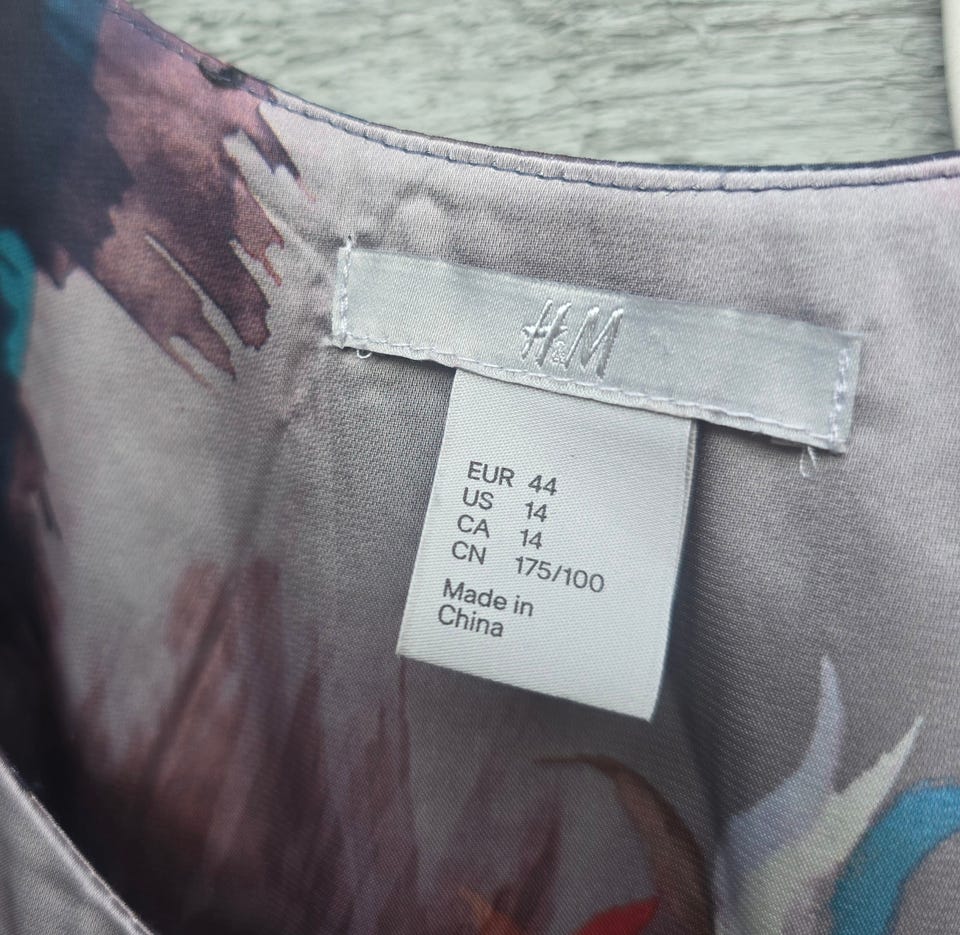 H&M
EUR 44
US 14
CA 14
CN 175/100
Made in
China